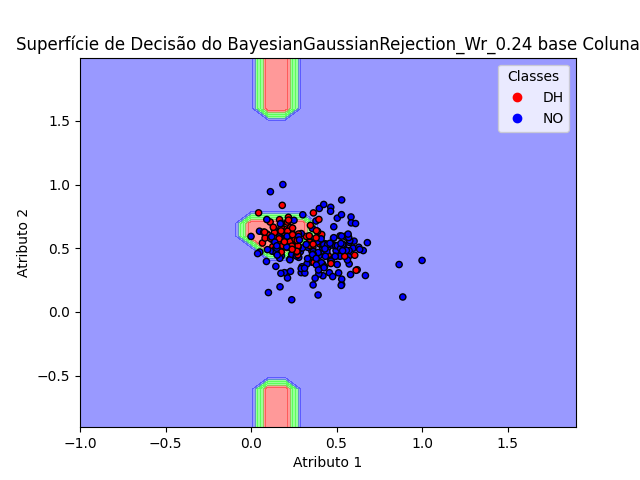 Superfície de Decisão do BayesianGaussianRejection_Wr_0.24 base Coluna
Classes
DH
NO
1.5
1.0
0.5
0.0
−0.5
Atributo 2
−1.0 −0.5 0.0 0.5 1.0 1.5
Atributo 1